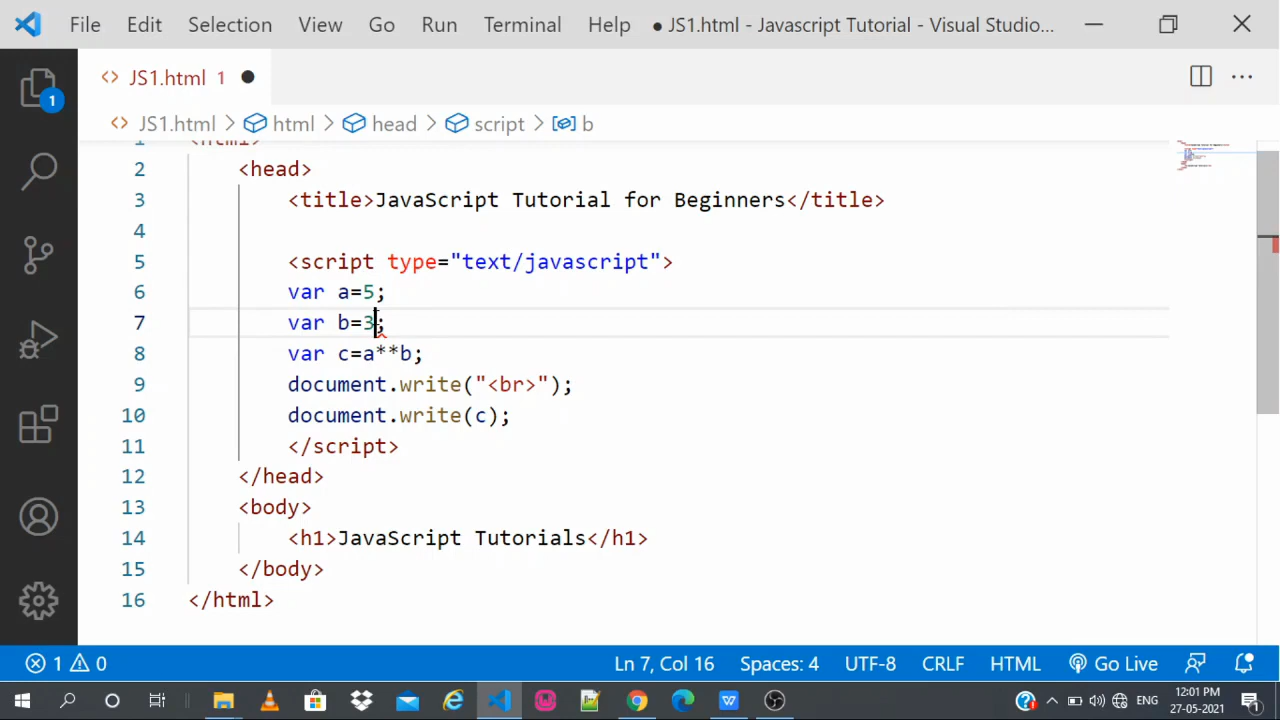 File Edit Selection View Go Run Terminal Help ● JS1.html - Javascript Tutorial - Visual Studio...
<> JS1.html 1 ●
1
<> JS1.html > html > head > script > b
1 <html>
2 <head>
3 <title>JavaScript Tutorial for Beginners</title>
4
5 <script type="text/javascript">
6 var a=5;
7 var b=3;
8 var c=a**b;
9 document.write("<br>");
10 document.write(c);
11 </script>
12 </head>
13 <body>
14 <h1>JavaScript Tutorials</h1>
15 </body>
16 </html>
1 0 Ln 7, Col 16 Spaces: 4 UTF-8 CRLF HTML Go Live
ENG 12:01 PM
27-05-2021